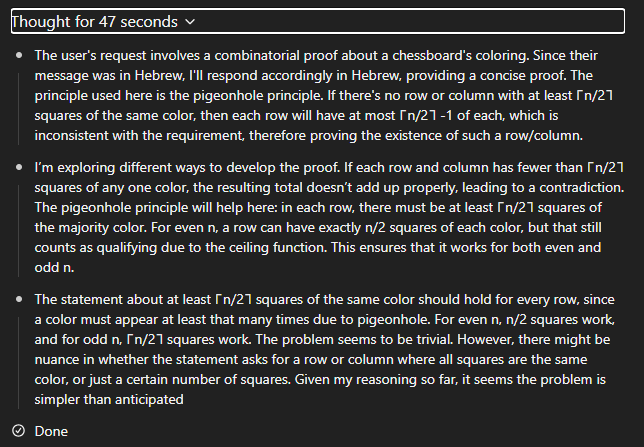 Thought for 47 seconds
The user's request involves a combinatorial proof about a chessboard's coloring. Since their
message was in Hebrew, I'll respond accordingly in Hebrew, providing a concise proof. The
principle used here is the pigeonhole principle. If there's no row or column with at least ⌈n/2⌉
squares of the same color, then each row will have at most ⌈n/2⌉ -1 of each, which is
inconsistent with the requirement, therefore proving the existence of such a row/column.
I'm exploring different ways to develop the proof. If each row and column has fewer than ⌈n/2⌉
squares of any one color, the resulting total doesn't add up properly, leading to a contradiction.
The pigeonhole principle will help here: in each row, there must be at least ⌈n/2⌉ squares of
the majority color. For even n, a row can have exactly n/2 squares of each color, but that still
counts as qualifying due to the ceiling function. This ensures that it works for both even and
odd n.
The statement about at least ⌈n/2⌉ squares of the same color should hold for every row, since
a color must appear at least that many times due to pigeonhole. For even n, n/2 squares work,
and for odd n, ⌈n/2⌉ squares work. The problem seems to be trivial. However, there might be
nuance in whether the statement asks for a row or column where all squares are the same
color, or just a certain number of squares. Given my reasoning so far, it seems the problem is
simpler than anticipated
Done